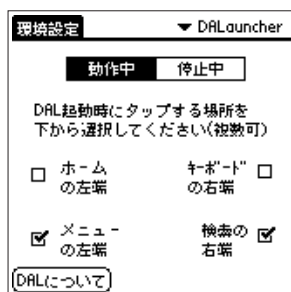 環境設定 ▼ DALauncher
動作中 停止中
DAL起動時にタップする場所を
下から選択してください(複数可)
ホーム
の左端
キーボード
の右端
メニュー
の左端
検索の
右端
DALについて